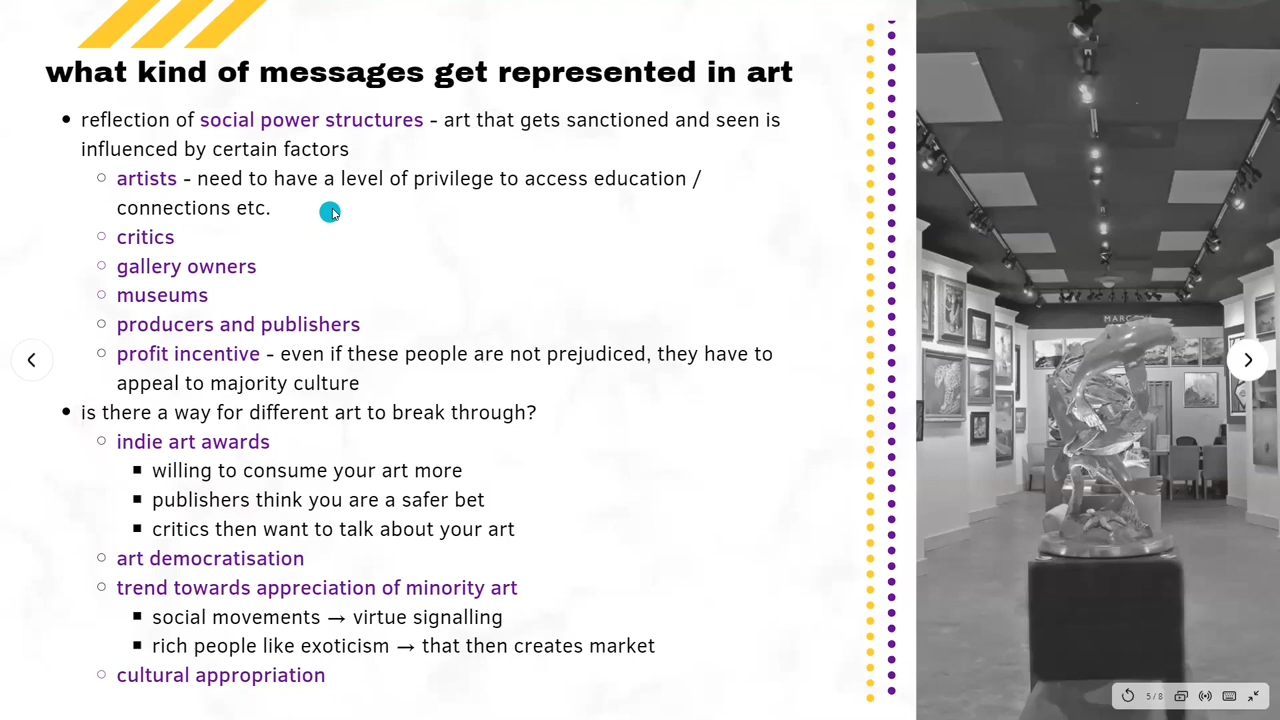 what kind of messages get represented in art
• reflection of social power structures - art that gets sanctioned and seen is
influenced by certain factors
○ artists - need to have a level of privilege to access education /
connections etc.
○ critics
○ gallery owners
○ museums
○ producers and publishers
○ profit incentive - even if these people are not prejudiced, they have to
appeal to majority culture
• is there a way for different art to break through?
○ indie art awards
■ willing to consume your art more
■ publishers think you are a safer bet
■ critics then want to talk about your art
○ art democratisation
○ trend towards appreciation of minority art
■ social movements → virtue signalling
■ rich people like exoticism → that then creates market
○ cultural appropriation
5/8